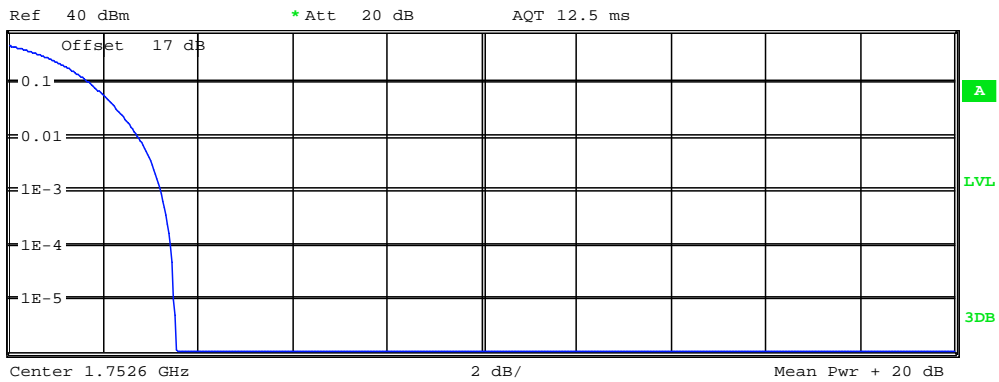 Ref 40 dBm * Att 20 dB AQT 12.5 ms
Offset 17 dB
0.1
A
0.01
1E-3
LVL
1E-4
1E-5
3DB
Center 1.7526 GHz 2 dB/ Mean Pwr + 20 dB